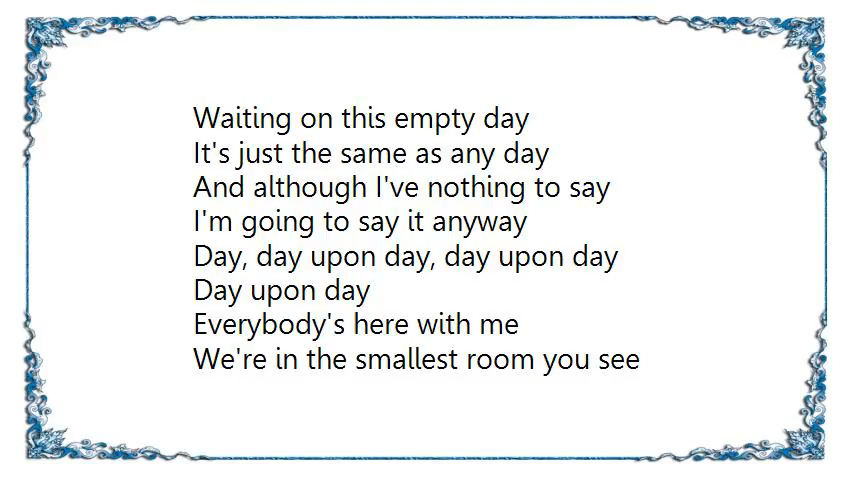 Waiting on this empty day
It's just the same as any day
And although I've nothing to say
I'm going to say it anyway
Day, day upon day, day upon day
Day upon day
Everybody's here with me
We're in the smallest room you see